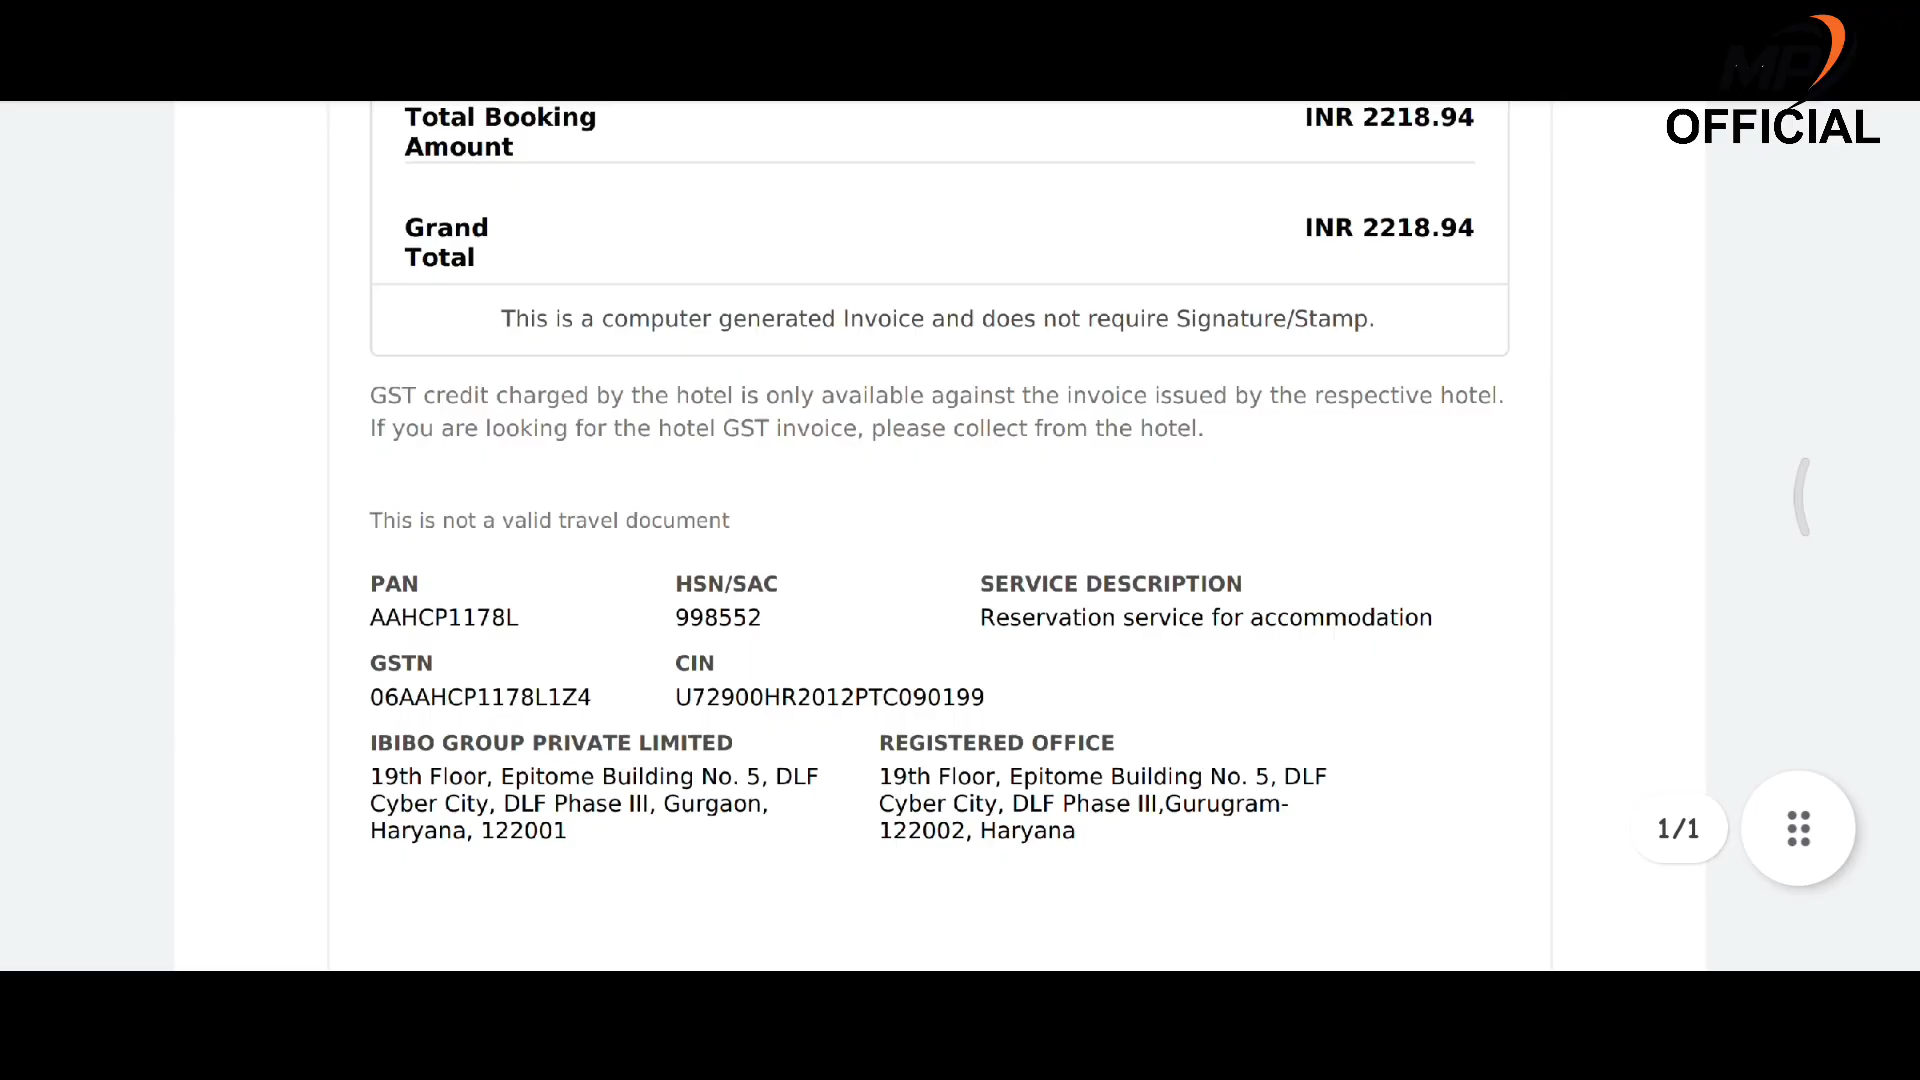 MP
OFFICIAL
Total Booking INR 2218.94
Amount
Grand INR 2218.94
Total
This is a computer generated Invoice and does not require Signature/Stamp.
GST credit charged by the hotel is only available against the invoice issued by the respective hotel.
If you are looking for the hotel GST invoice, please collect from the hotel.
This is not a valid travel document
PAN HSN/SAC SERVICE DESCRIPTION
AAHCP1178L 998552 Reservation service for accommodation
GSTN CIN
06AAHCP1178L1Z4 U72900HR2012PTC090199
IBIBO GROUP PRIVATE LIMITED REGISTERED OFFICE
19th Floor, Epitome Building No. 5, DLF 19th Floor, Epitome Building No. 5, DLF
Cyber City, DLF Phase III, Gurgaon, Cyber City, DLF Phase III,Gurugram-
Haryana, 122001 122002, Haryana
1/1